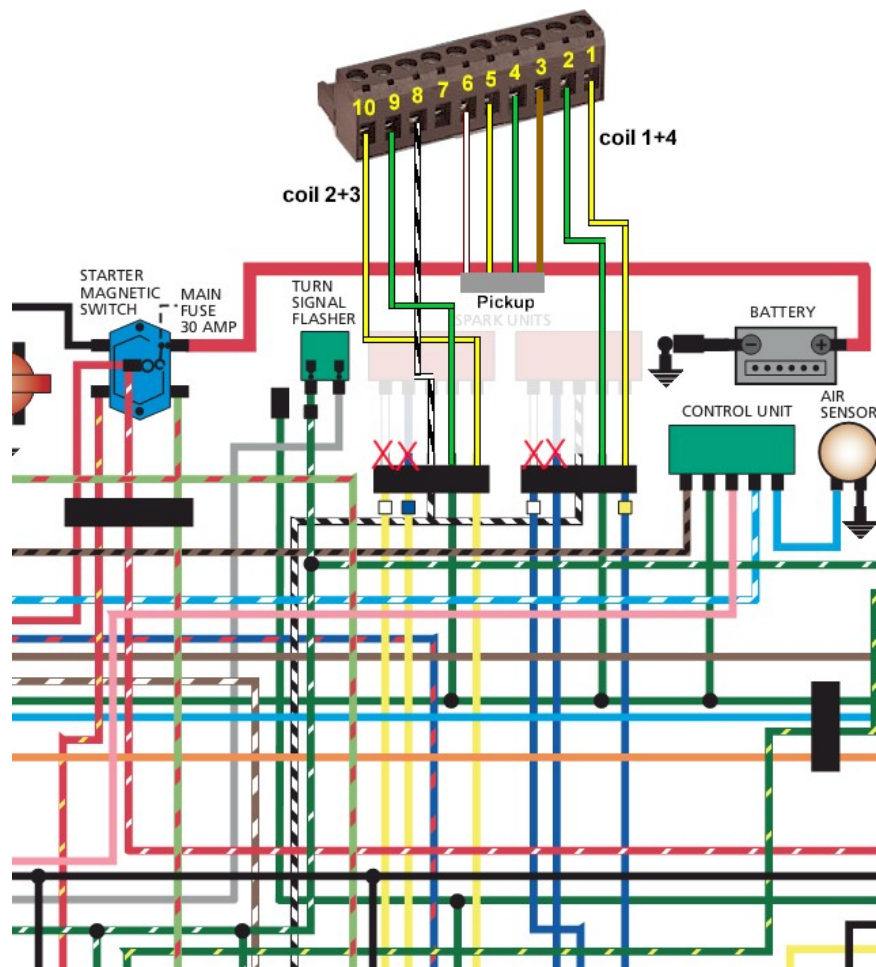 10 9 8 7 6 5 4 3 2 1
coil 1+4
coil 2+3
STARTER
MAGNETIC
SWITCH
MAIN
FUSE
30 AMP
TURN
SIGNAL
FLASHER
Pickup
SPARK UNITS
BATTERY
− +
CONTROL UNIT
AIR
SENSOR